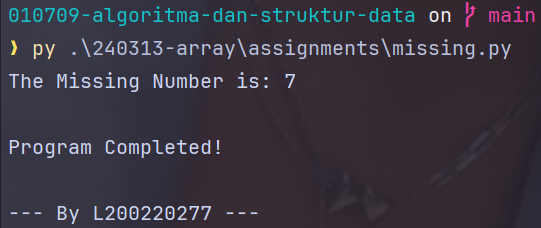 010709-algoritma-dan-struktur-data on main
❯ py .\240313-array\assignments\missing.py
The Missing Number is: 7
Program Completed!
--- By L200220277 ---